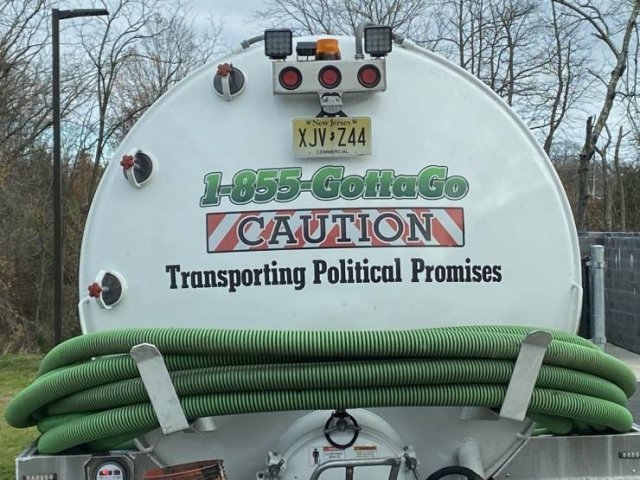 New Jersey
XJV Z44
COMMERCIAL
1-855-GottaGo
CAUTION
Transporting Political Promises